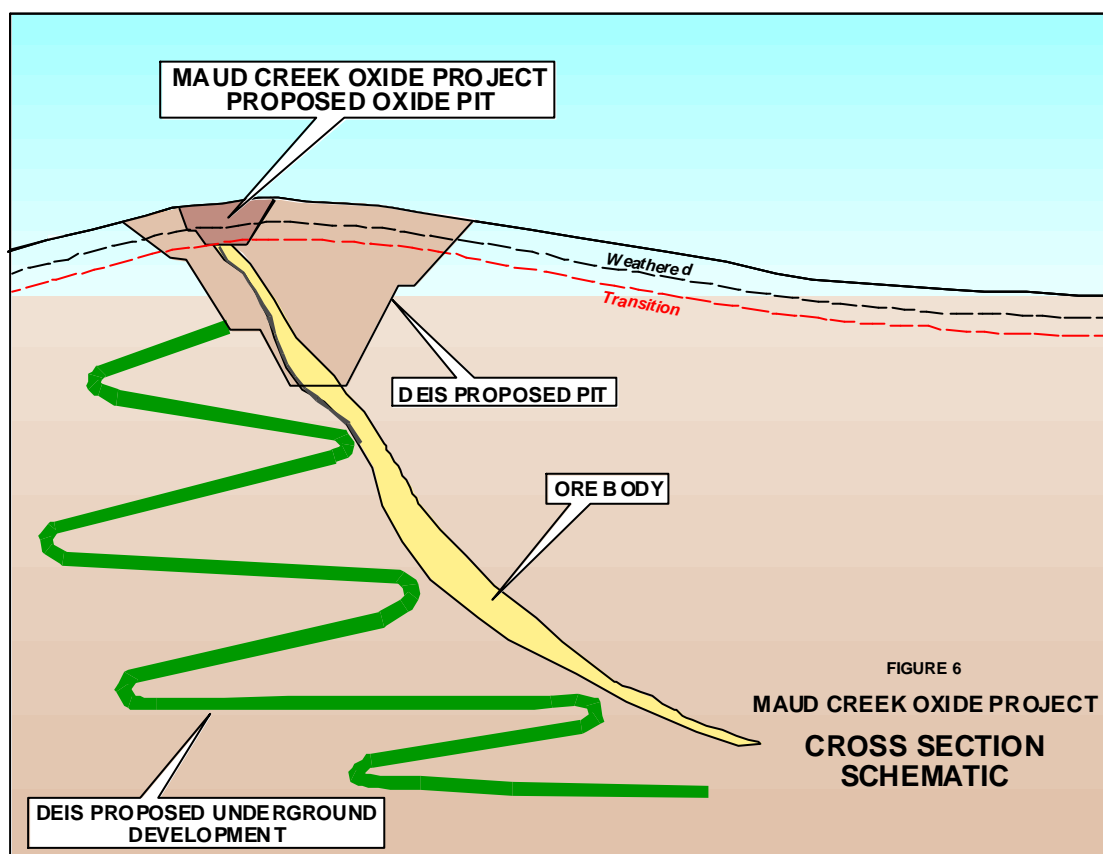 MAUD CREEK OXIDE PROJECT
PROPOSED OXIDE PIT
Weathered
Transition
DEIS PROPOSED PIT
ORE BODY
FIGURE 6
MAUD CREEK OXIDE PROJECT
CROSS SECTION
SCHEMATIC
DEIS PROPOSED UNDERGROUND
DEVELOPMENT